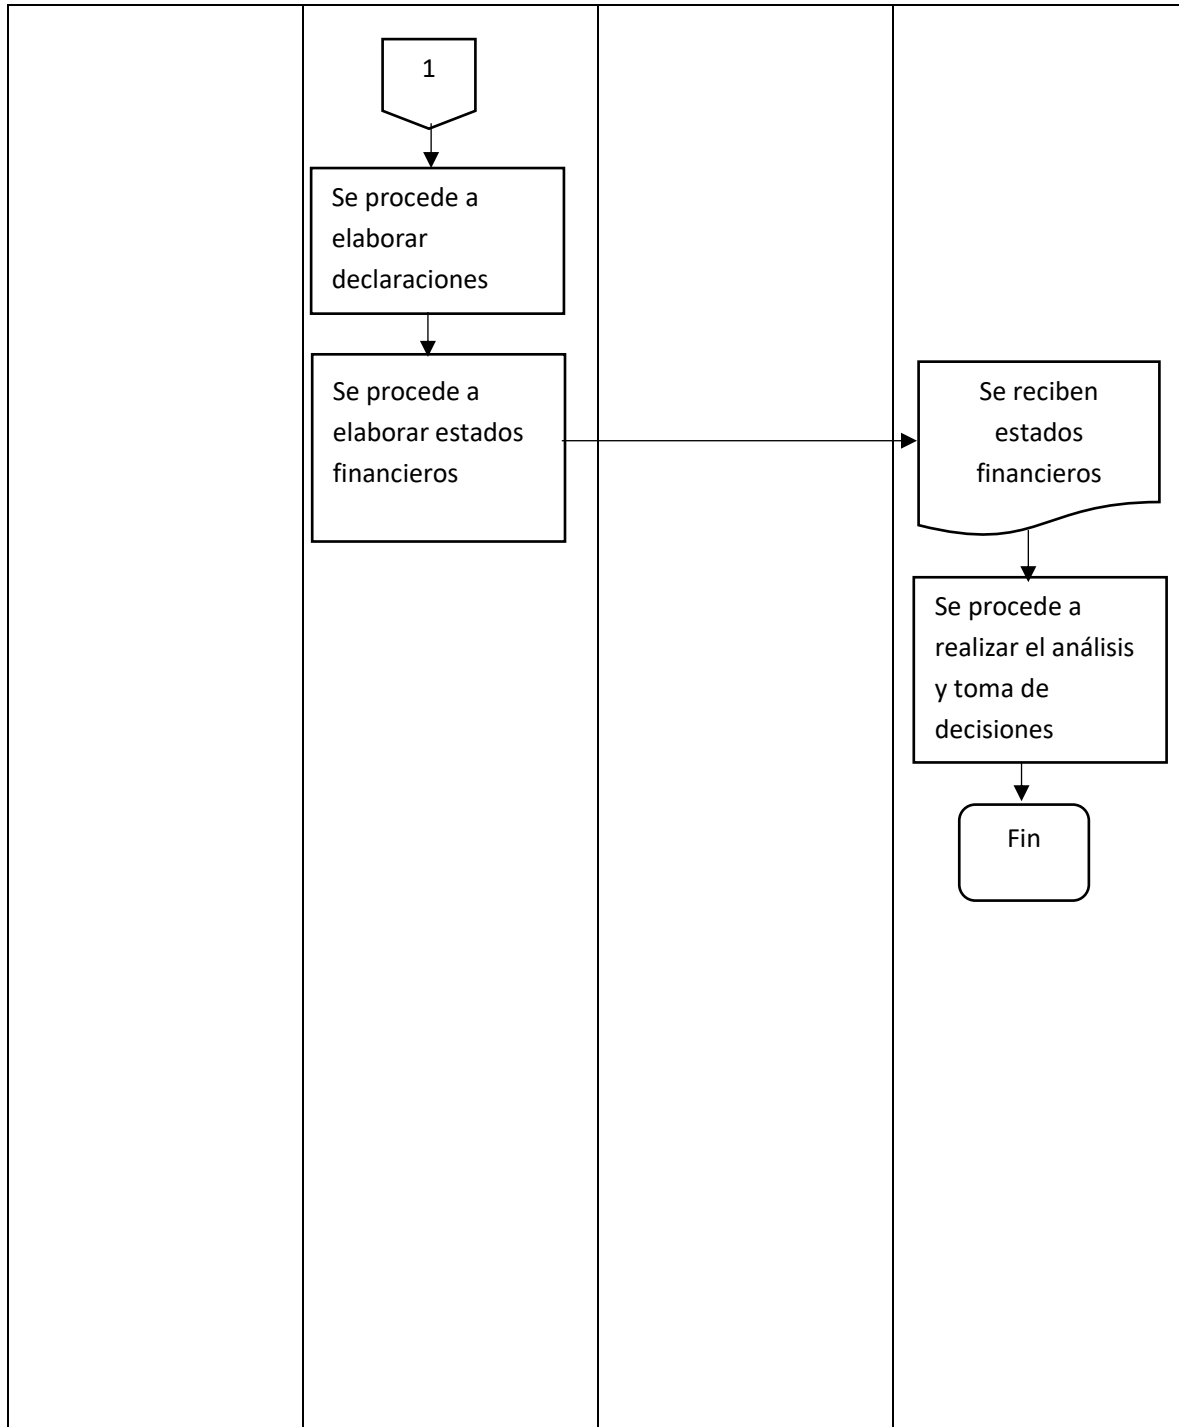 1
Se procede a
elaborar
declaraciones
Se procede a
elaborar estados
financieros
Se reciben
estados
financieros
Se procede a
realizar el análisis
y toma de
decisiones
Fin